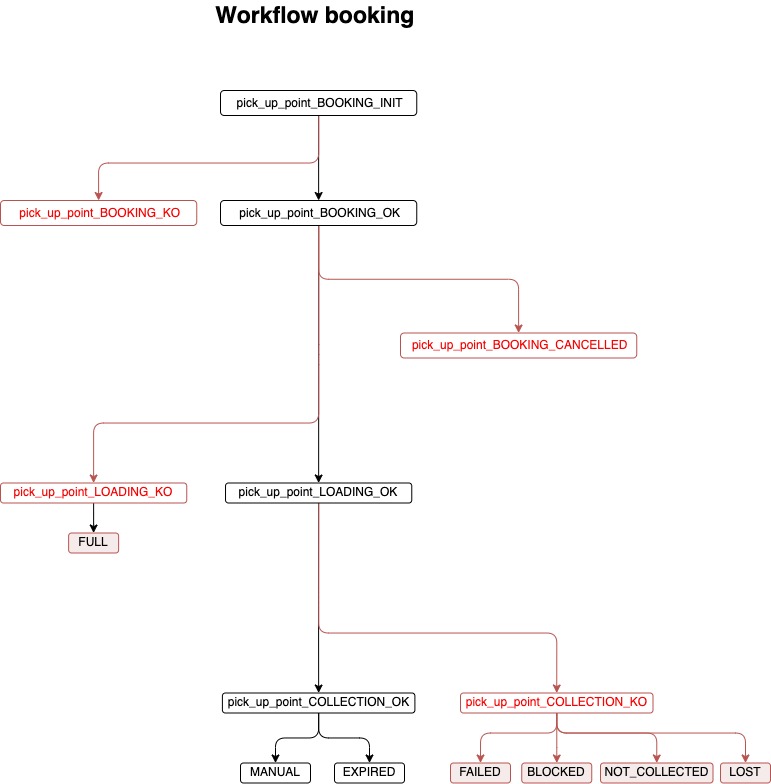 Workflow booking
pick_up_point_BOOKING_INIT
pick_up_point_BOOKING_KO
pick_up_point_BOOKING_OK
pick_up_point_BOOKING_CANCELLED
pick_up_point_LOADING_KO
pick_up_point_LOADING_OK
FULL
pick_up_point_COLLECTION_OK
pick_up_point_COLLECTION_KO
MANUAL
EXPIRED
FAILED
BLOCKED
NOT_COLLECTED
LOST